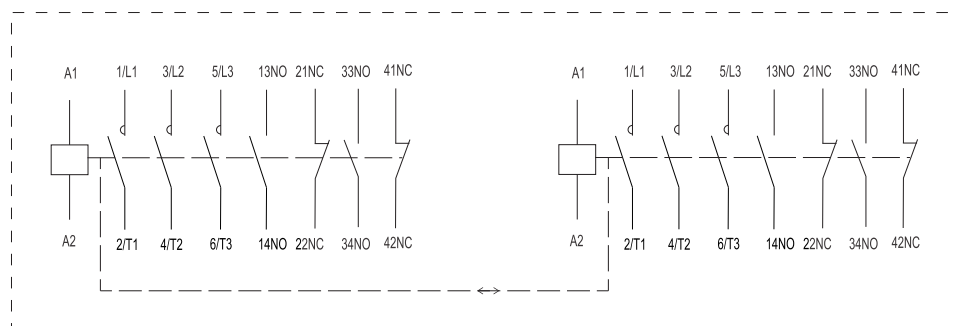 A1 1/L1 3/L2 5/L3 13NO 21NC 33NO 41NC
A2 2/T1 4/T2 6/T3 14NO 22NC 34NO 42NC
A1 1/L1 3/L2 5/L3 13NO 21NC 33NO 41NC
A2 2/T1 4/T2 6/T3 14NO 22NC 34NO 42NC